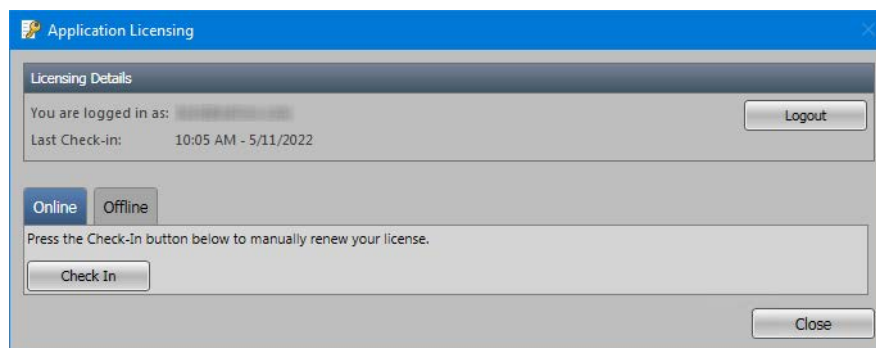 Application Licensing
Licensing Details
You are logged in as:
Logout
Last Check-in: 10:05 AM - 5/11/2022
Online Offline
Press the Check-In button below to manually renew your license.
Check In
Close